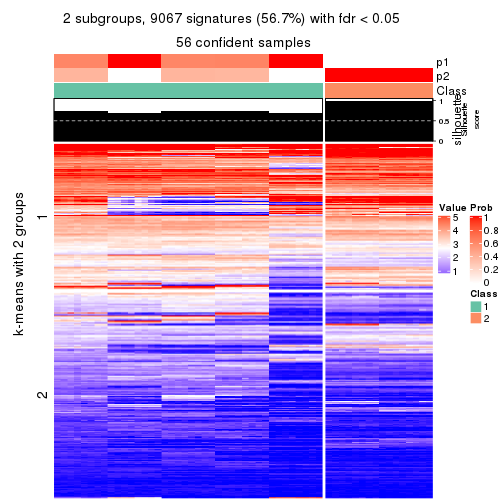 2 subgroups, 9067 signatures (56.7%) with fdr < 0.05
56 confident samples
p1
p2
Class
silhouette
Silhouette
score
1
0.5
0
k-means with 2 groups
1
2
Value
5
4
3
2
1
Prob
1
0.8
0.6
0.4
0.2
0
Class
1
2